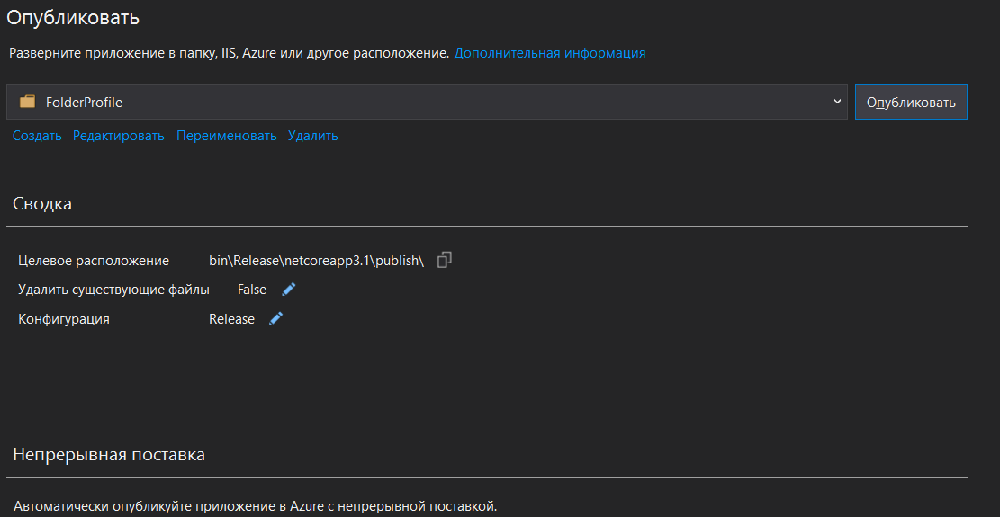 Опубликовать
Разверните приложение в папку, IIS, Azure или другое расположение. Дополнительная информация
FolderProfile
Опубликовать
Создать Редактировать Переименовать Удалить
Сводка
Целевое расположение bin\Release\netcoreapp3.1\publish\
Удалить существующие файлы False
Конфигурация Release
Непрерывная поставка
Автоматически опубликуйте приложение в Azure с непрерывной поставкой.